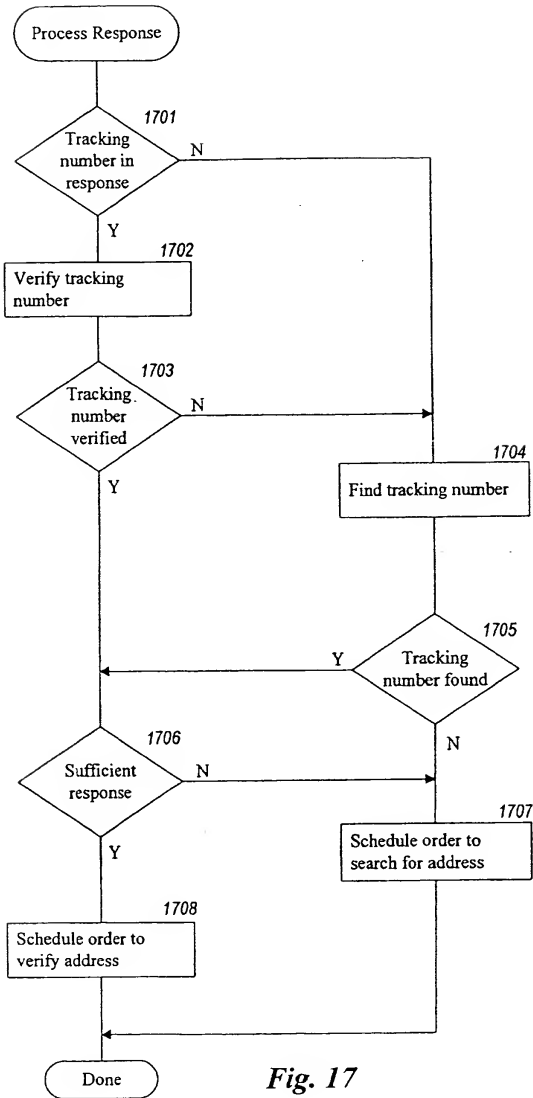 Process Response
1701
Tracking
number in
response
N
Y
1702
Verify tracking
number
1703
Tracking
number
verified
N
Y
1704
Find tracking number
1705
Tracking
number found
Y
N
1706
Sufficient
response
N
Y
1707
Schedule order to
search for address
1708
Schedule order to
verify address
Done
Fig. 17